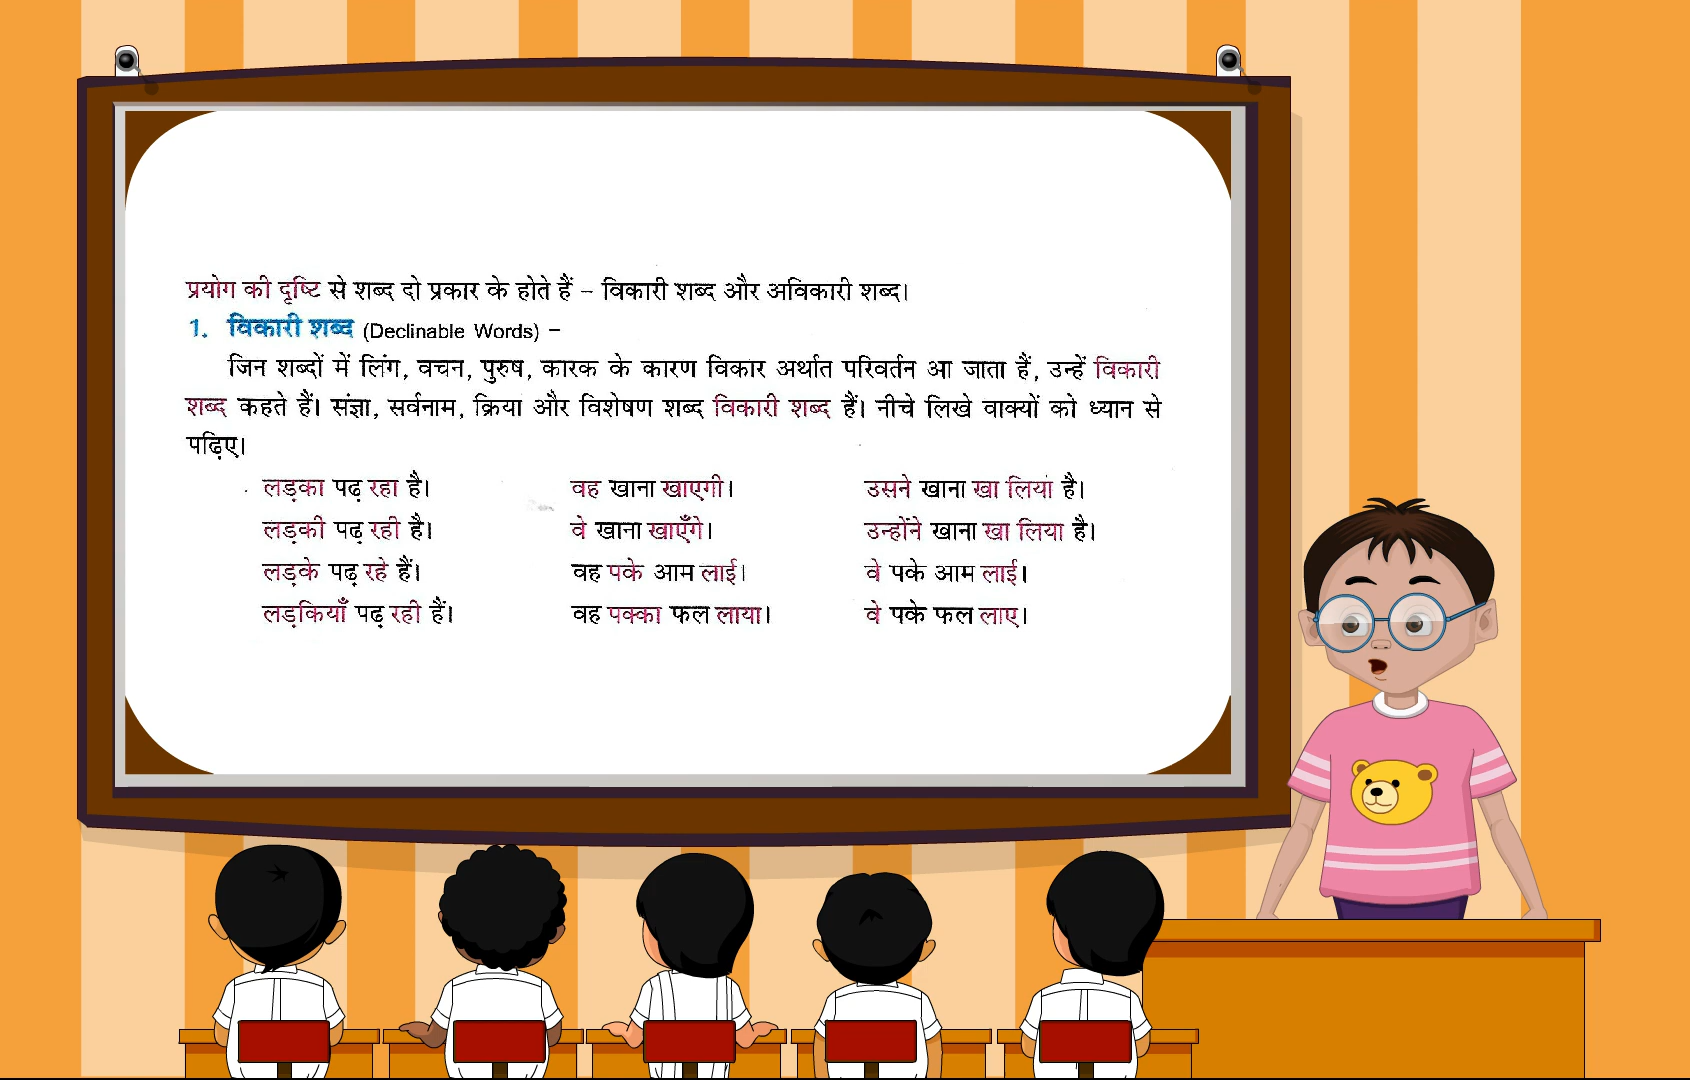 प्रयोग की दृष्टि से शब्द दो प्रकार के होते हैं – विकारी शब्द और अविकारी शब्द।
1. विकारी शब्द (Declinable Words) –
जिन शब्दों में लिंग, वचन, पुरुष, कारक के कारण विकार अर्थात परिवर्तन आ जाता हैं, उन्हें विकारी
शब्द कहते हैं। संज्ञा, सर्वनाम, क्रिया और विशेषण शब्द विकारी शब्द हैं। नीचे लिखे वाक्यों को ध्यान से
पढ़िए।
लड़का पढ़ रहा है। वह खाना खाएगी। उसने खाना खा लिया है।
लड़की पढ़ रही है। वे खाना खाएँगे। उन्होंने खाना खा लिया है।
लड़के पढ़ रहे हैं। वह पके आम लाई। वे पके आम लाई।
लड़कियाँ पढ़ रही हैं। वह पक्का फल लाया। वे पके फल लाए।